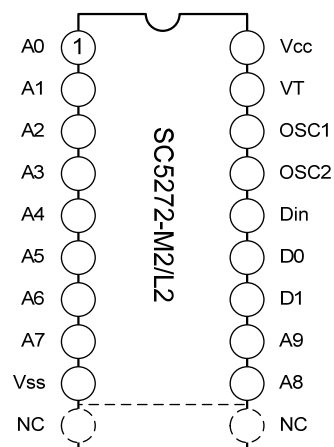 A0 1 Vcc
A1 VT
A2 OSC1
A3 OSC2
A4 Din
A5 D0
A6 D1
A7 A9
Vss A8
NC NC
SC5272-M2/L2